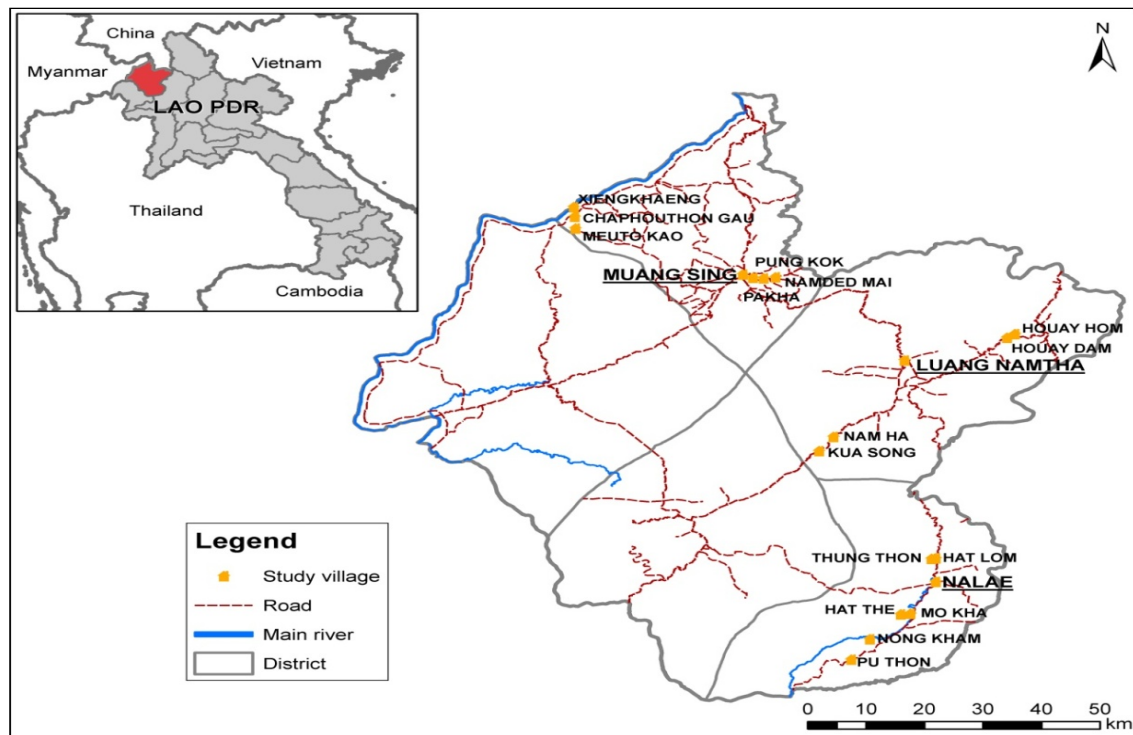 China
Myanmar
Vietnam
LAO PDR
Thailand
Cambodia
N
XIENGKHAENG
CHAPHOUTHON GAU
MEUTO KAO
PUNG KOK
MUANG SING
NAMDED MAI
PAKHA
HOUAY HOM
HOUAY DAM
LUANG NAMTHA
NAM HA
KUA SONG
THUNG THON
HAT LOM
NALAE
HAT THE
MO KHA
NONG KHAM
PU THON
Legend
Study village
Road
Main river
District
0 10 20 30 40 50
km